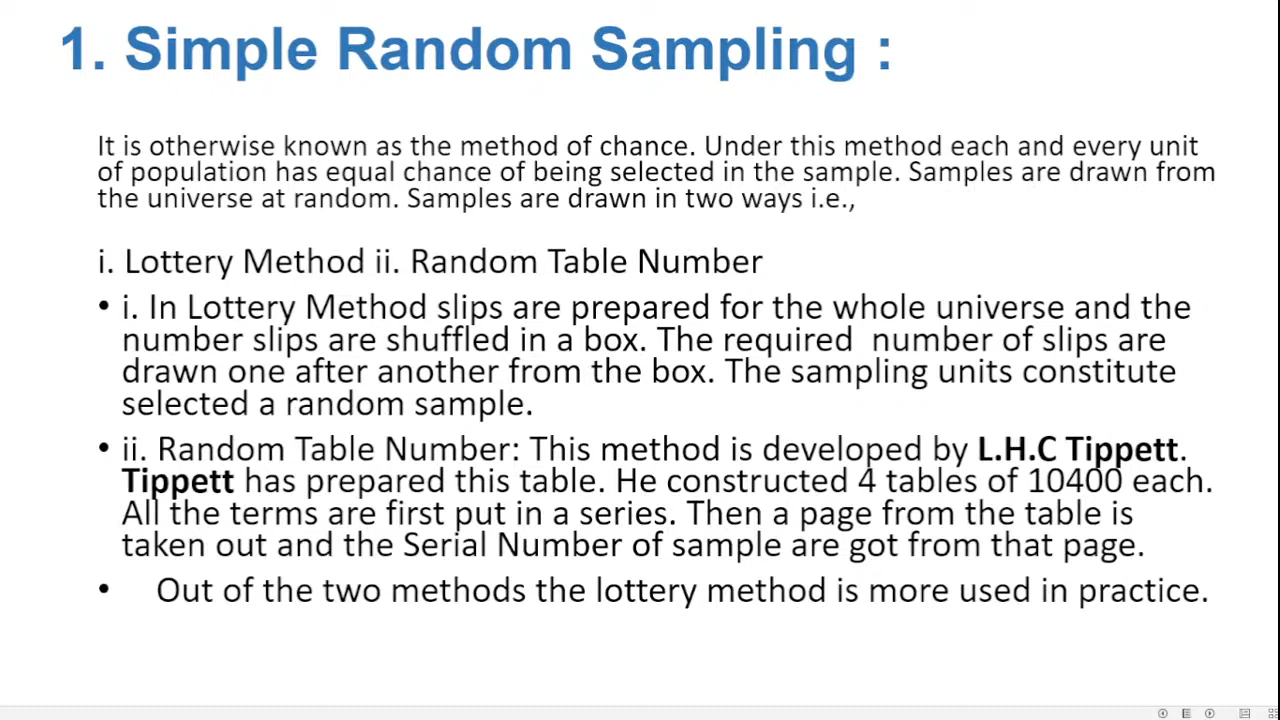 1. Simple Random Sampling :
It is otherwise known as the method of chance. Under this method each and every unit
of population has equal chance of being selected in the sample. Samples are drawn from
the universe at random. Samples are drawn in two ways i.e.,
i. Lottery Method ii. Random Table Number
• i. In Lottery Method slips are prepared for the whole universe and the
number slips are shuffled in a box. The required  number of slips are
drawn one after another from the box. The sampling units constitute
selected a random sample.
• ii. Random Table Number: This method is developed by L.H.C Tippett.
Tippett has prepared this table. He constructed 4 tables of 10400 each.
All the terms are first put in a series. Then a page from the table is
taken out and the Serial Number of sample are got from that page.
• Out of the two methods the lottery method is more used in practice.